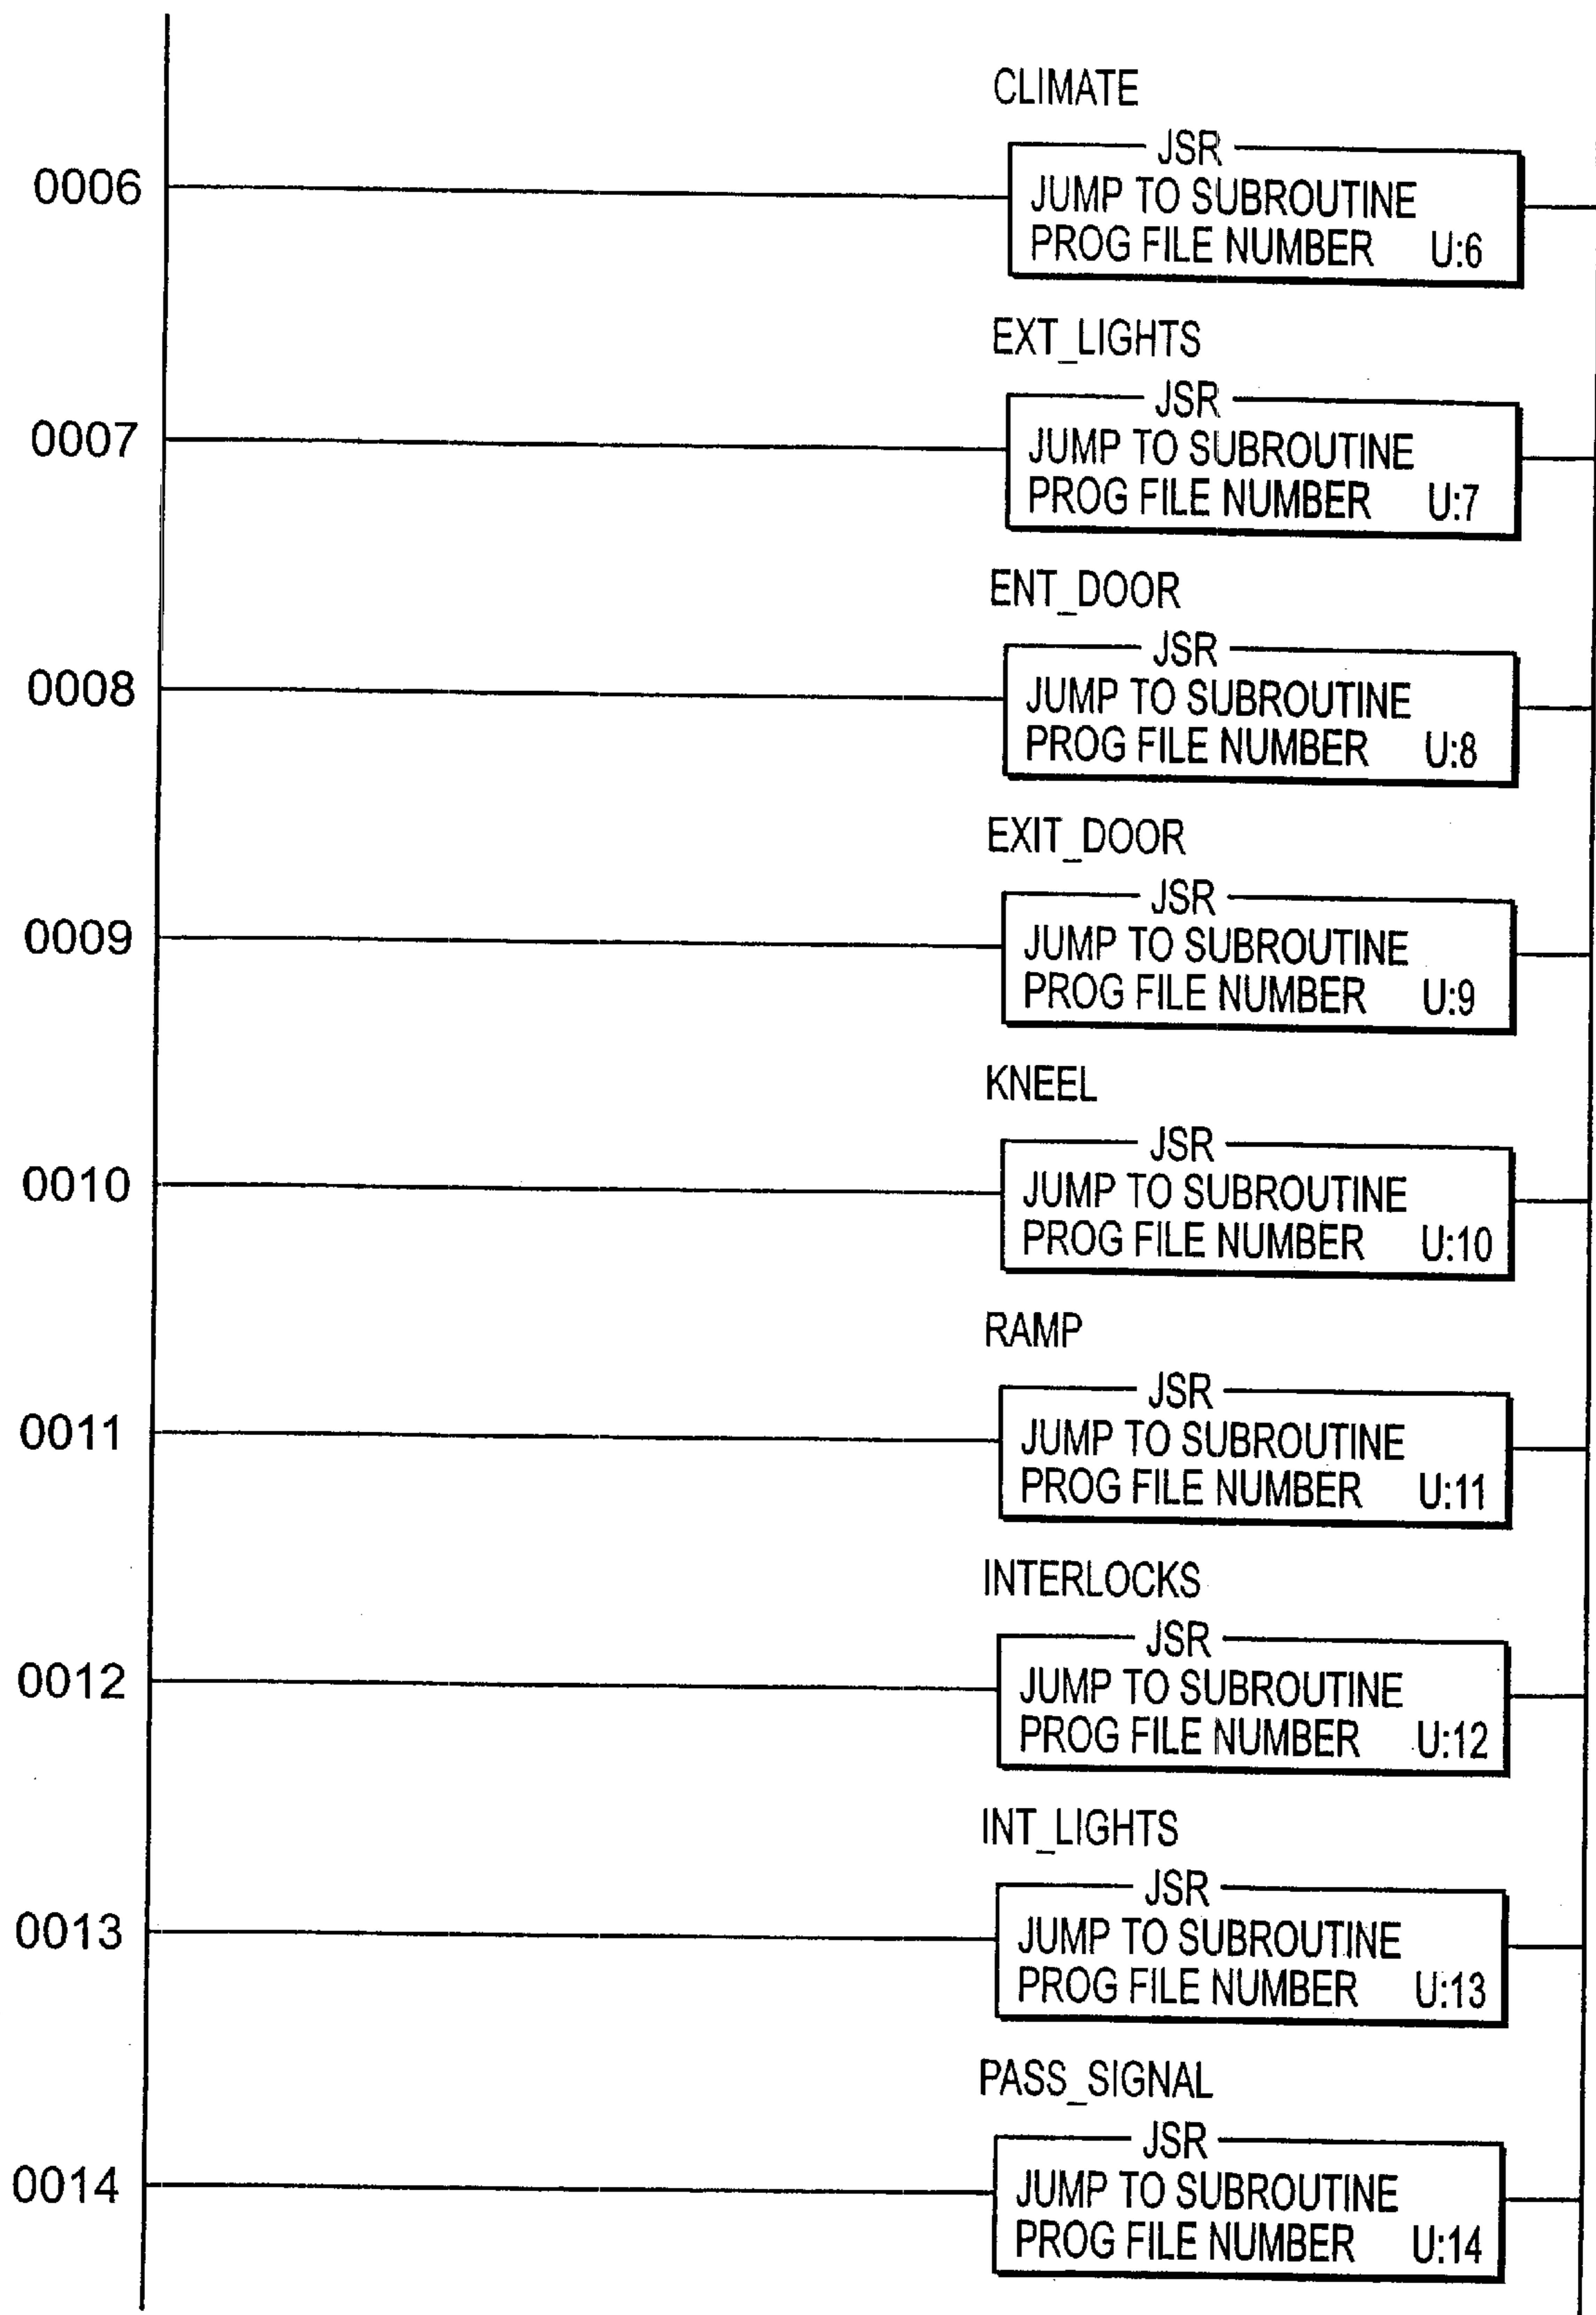 CLIMATE
JSR
0006
JUMP TO SUBROUTINE
PROG FILE NUMBER U:6
EXT_LIGHTS
JSR
0007
JUMP TO SUBROUTINE
PROG FILE NUMBER U:7
ENT_DOOR
JSR
0008
JUMP TO SUBROUTINE
PROG FILE NUMBER U:8
EXIT_DOOR
JSR
0009
JUMP TO SUBROUTINE
PROG FILE NUMBER U:9
KNEEL
JSR
0010
JUMP TO SUBROUTINE
PROG FILE NUMBER U:10
RAMP
JSR
0011
JUMP TO SUBROUTINE
PROG FILE NUMBER U:11
INTERLOCKS
JSR
0012
JUMP TO SUBROUTINE
PROG FILE NUMBER U:12
INT_LIGHTS
JSR
0013
JUMP TO SUBROUTINE
PROG FILE NUMBER U:13
PASS_SIGNAL
JSR
0014
JUMP TO SUBROUTINE
PROG FILE NUMBER U:14